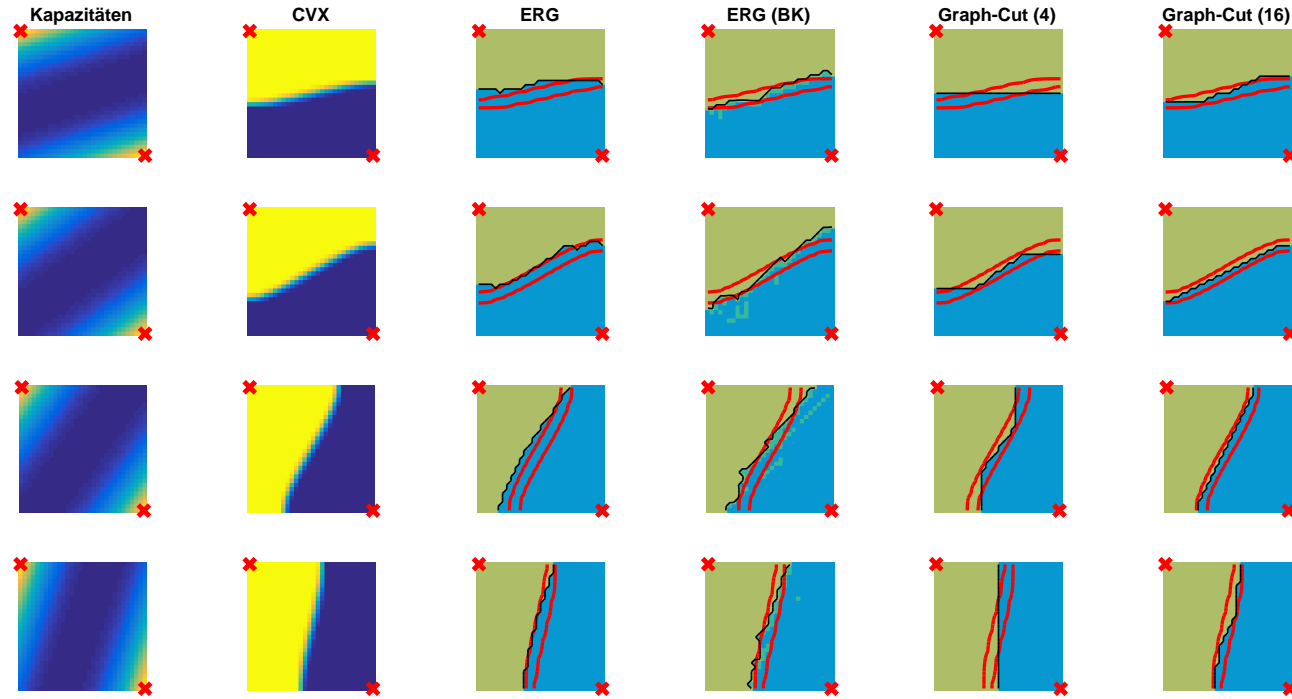 Kapazitäten
CVX
ERG
ERG (BK)
Graph-Cut (4)
Graph-Cut (16)